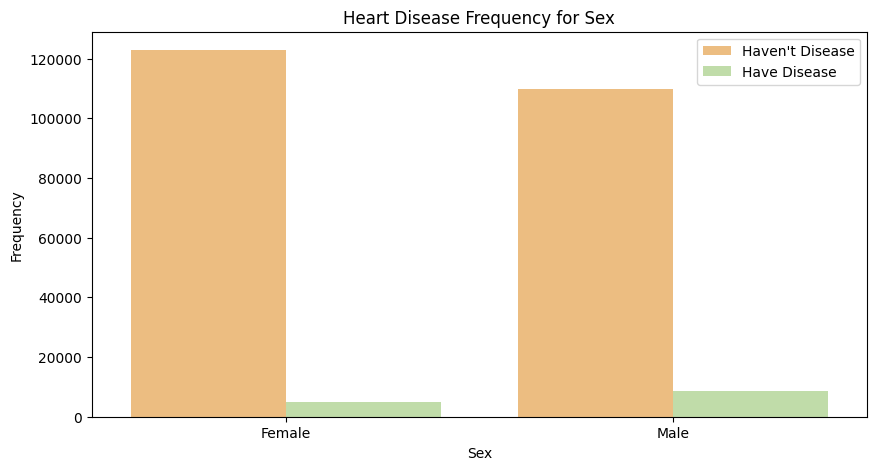 Heart Disease Frequency for Sex
Haven't Disease
Have Disease
120000
100000
80000
60000
40000
20000
0
Frequency
Female
Male
Sex